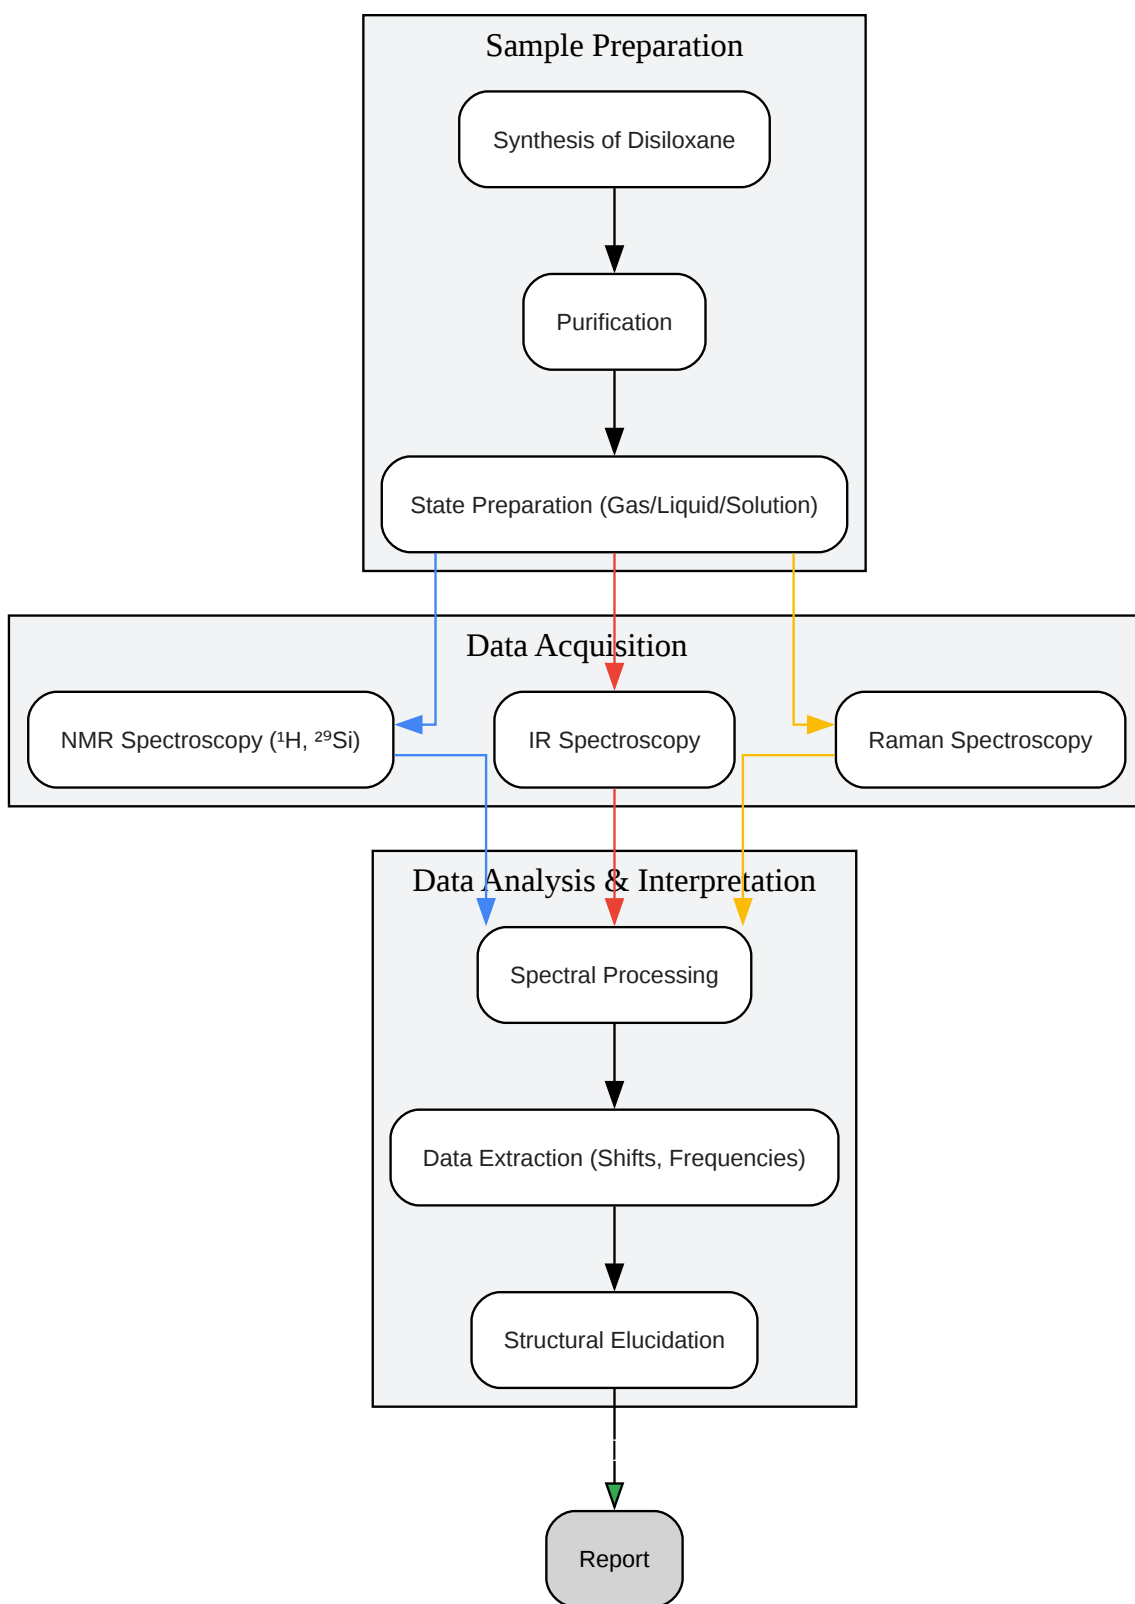 Sample Preparation
Synthesis of Disiloxane
Purification
State Preparation (Gas/Liquid/Solution)
Data Acquisition
NMR Spectroscopy (¹H, ²⁹Si)
IR Spectroscopy
Raman Spectroscopy
Data Analysis & Interpretation
Spectral Processing
Data Extraction (Shifts, Frequencies)
Structural Elucidation
Report